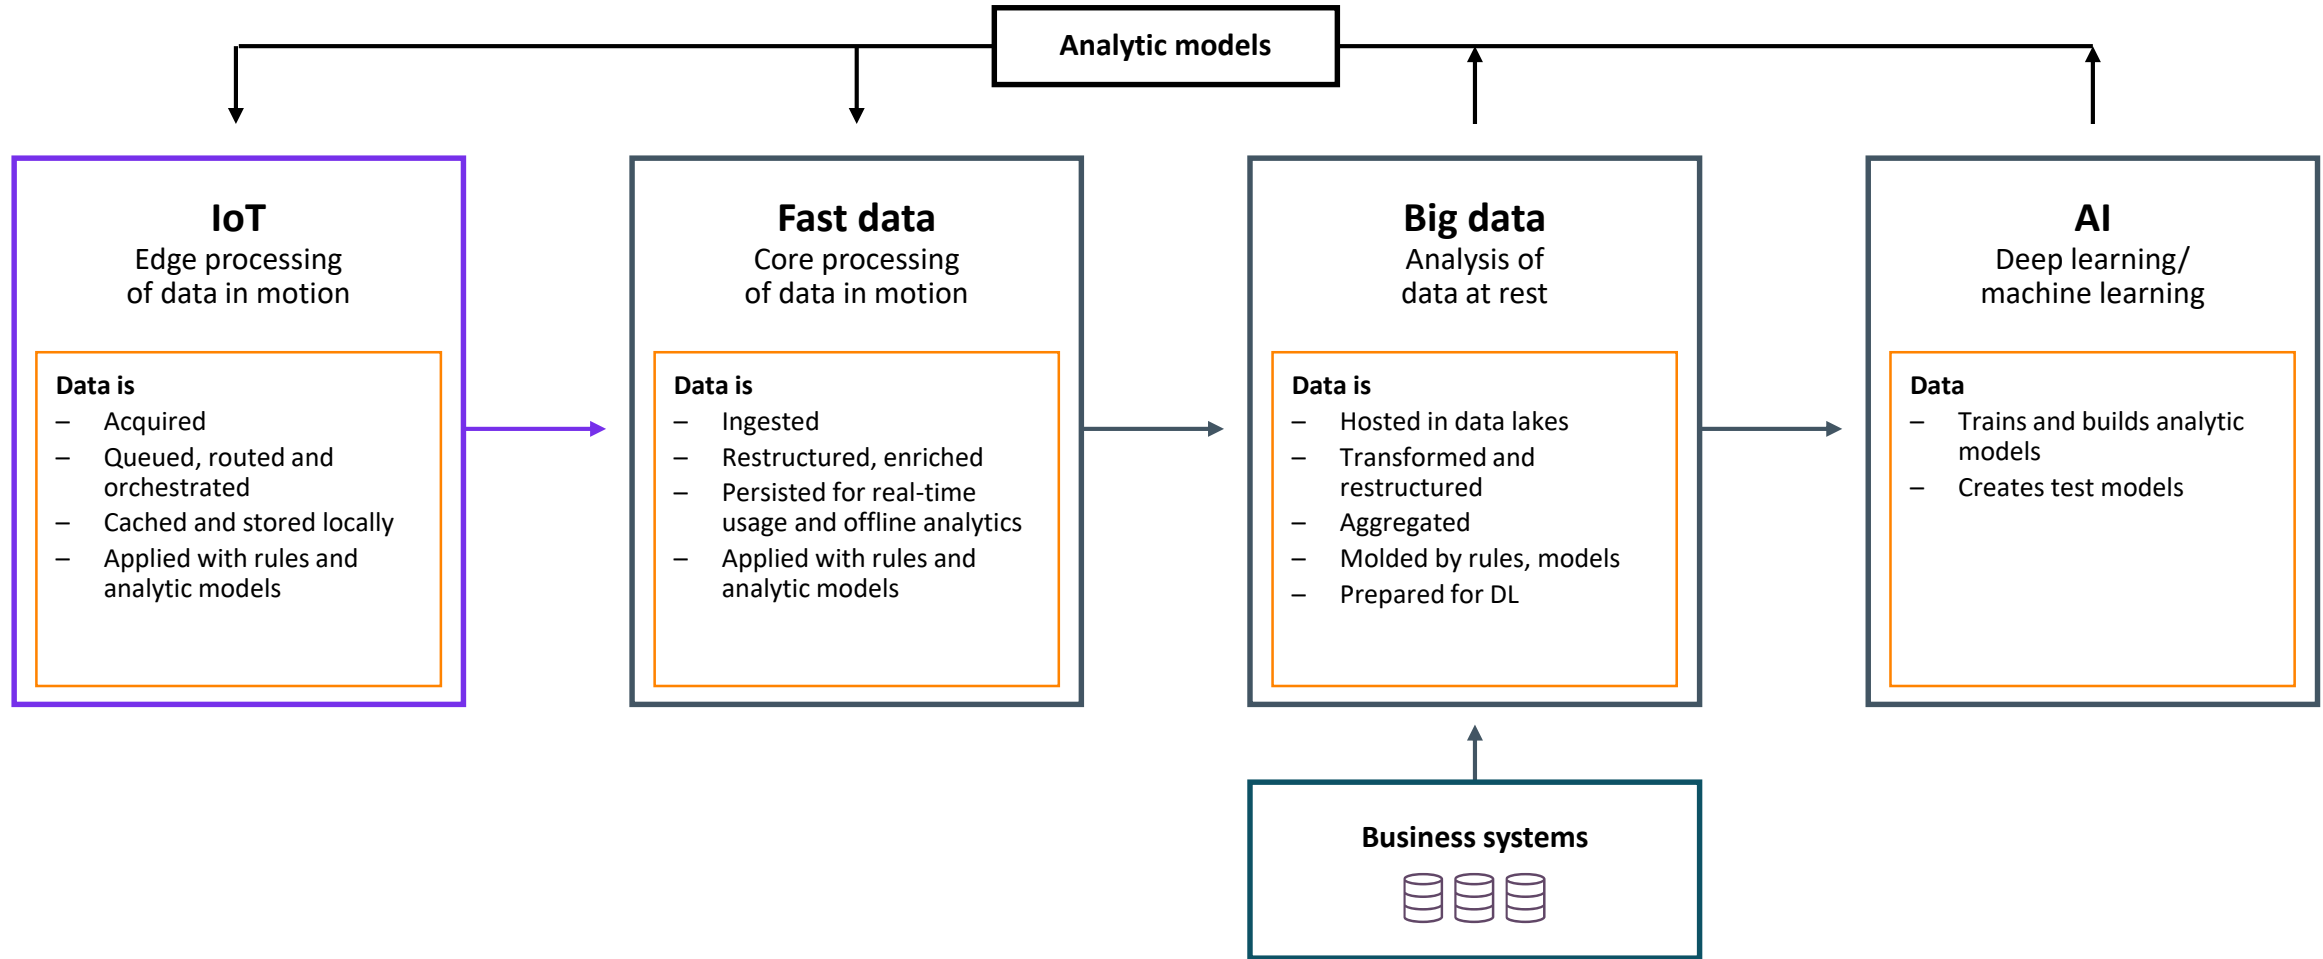 Analytic models
IoT
Edge processing
of data in motion
Data is
– Acquired
– Queued, routed and
orchestrated
– Cached and stored locally
– Applied with rules and
analytic models
Fast data
Core processing
of data in motion
Data is
– Ingested
– Restructured, enriched
– Persisted for real-time
usage and offline analytics
– Applied with rules and
analytic models
Big data
Analysis of
data at rest
Data is
– Hosted in data lakes
– Transformed and
restructured
– Aggregated
– Molded by rules, models
– Prepared for DL
AI
Deep learning/
machine learning
Data
– Trains and builds analytic
models
– Creates test models
Business systems